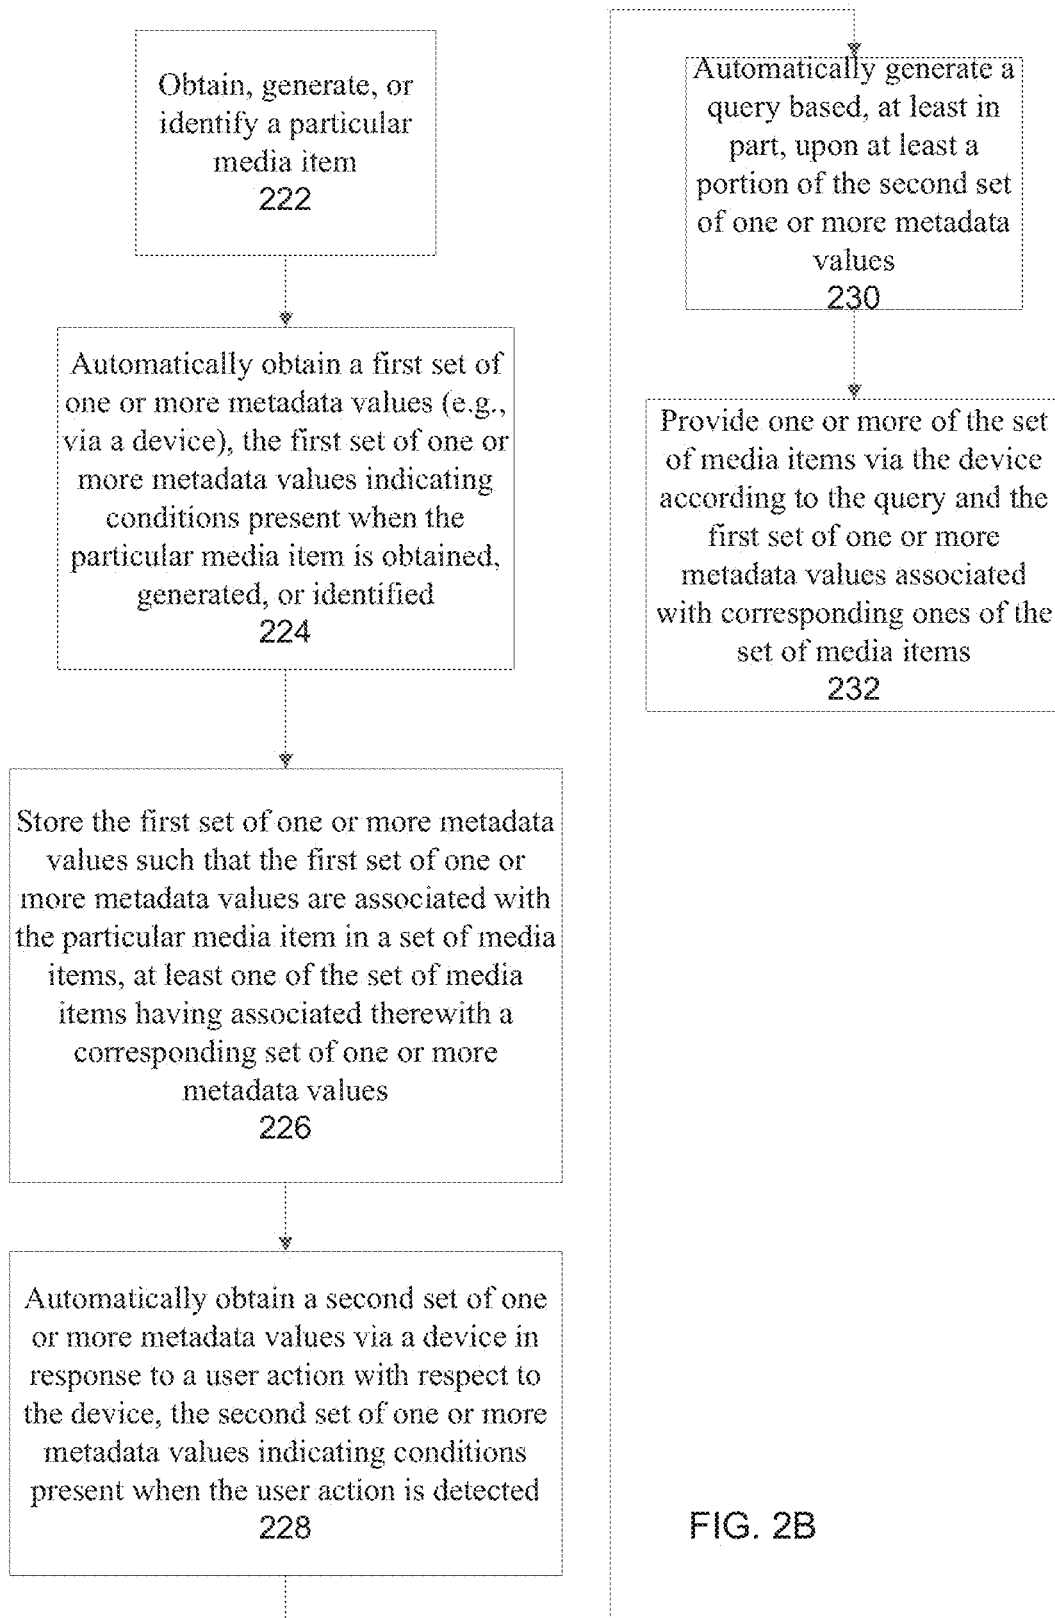 Obtain, generate, or
identify a particular
media item
222
Automatically obtain a first set of
one or more metadata values (e.g.,
via a device), the first set of one or
more metadata values indicating
conditions present when the
particular media item is obtained,
generated, or identified
224
Store the first set of one or more metadata
values such that the first set of one or
more metadata values are associated with
the particular media item in a set of media
items, at least one of the set of media
items having associated therewith a
corresponding set of one or more
metadata values
226
Automatically obtain a second set of one
or more metadata values via a device in
response to a user action with respect to
the device, the second set of one or more
metadata values indicating conditions
present when the user action is detected
228
Automatically generate a
query based, at least in
part, upon at least a
portion of the second set
of one or more metadata
values
230
Provide one or more of the set
of media items via the device
according to the query and the
first set of one or more
metadata values associated
with corresponding ones of the
set of media items
232
FIG. 2B